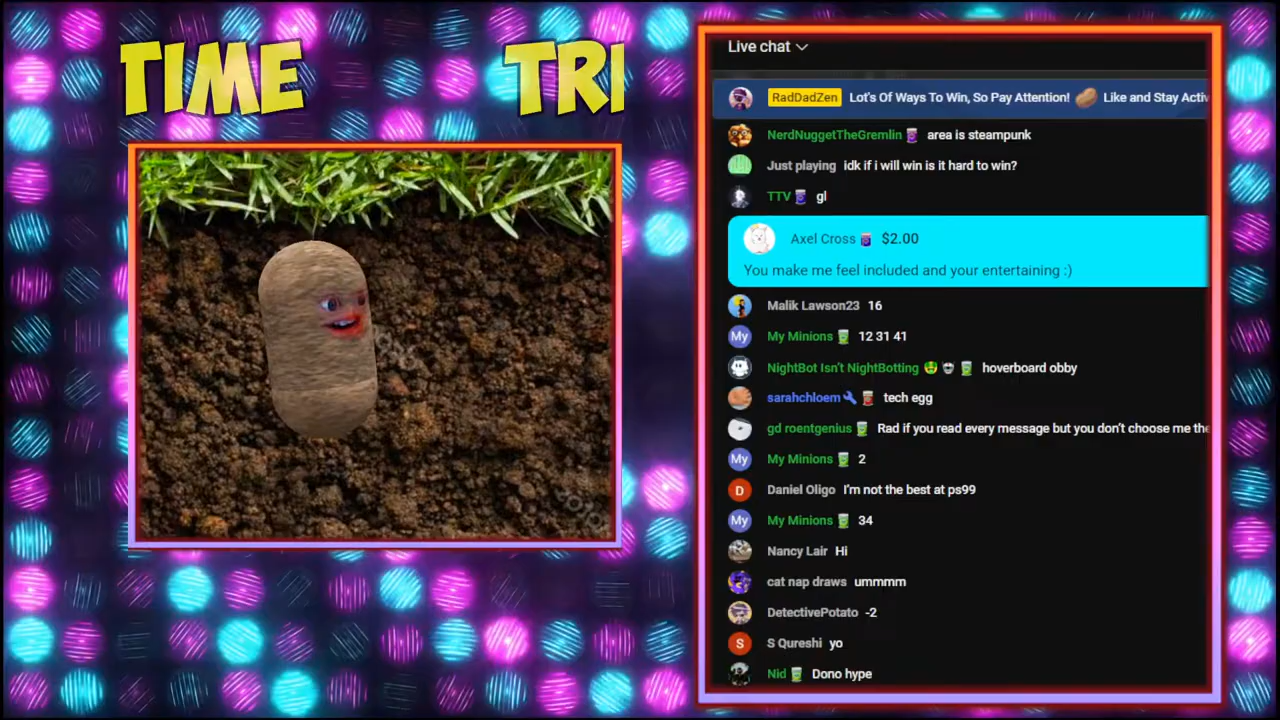 TIME TRI
Live chat
RadDadZen Lot's Of Ways To Win, So Pay Attention! Like and Stay Activ
NerdNuggetTheGremlin area is steampunk
Just playing idk if i will win is it hard to win?
TTV gl
Axel Cross $2.00
You make me feel included and your entertaining :)
Malik Lawson23 16
My My Minions 12 31 41
NightBot Isn't NightBotting hoverboard obby
sarahchloem tech egg
gd roentgenius Rad if you read every message but you don't choose me the
My My Minions 2
D Daniel Oligo I'm not the best at ps99
My My Minions 34
Nancy Lair Hi
cat nap draws ummmm
DetectivePotato -2
S S Qureshi yo
Nid Dono hype